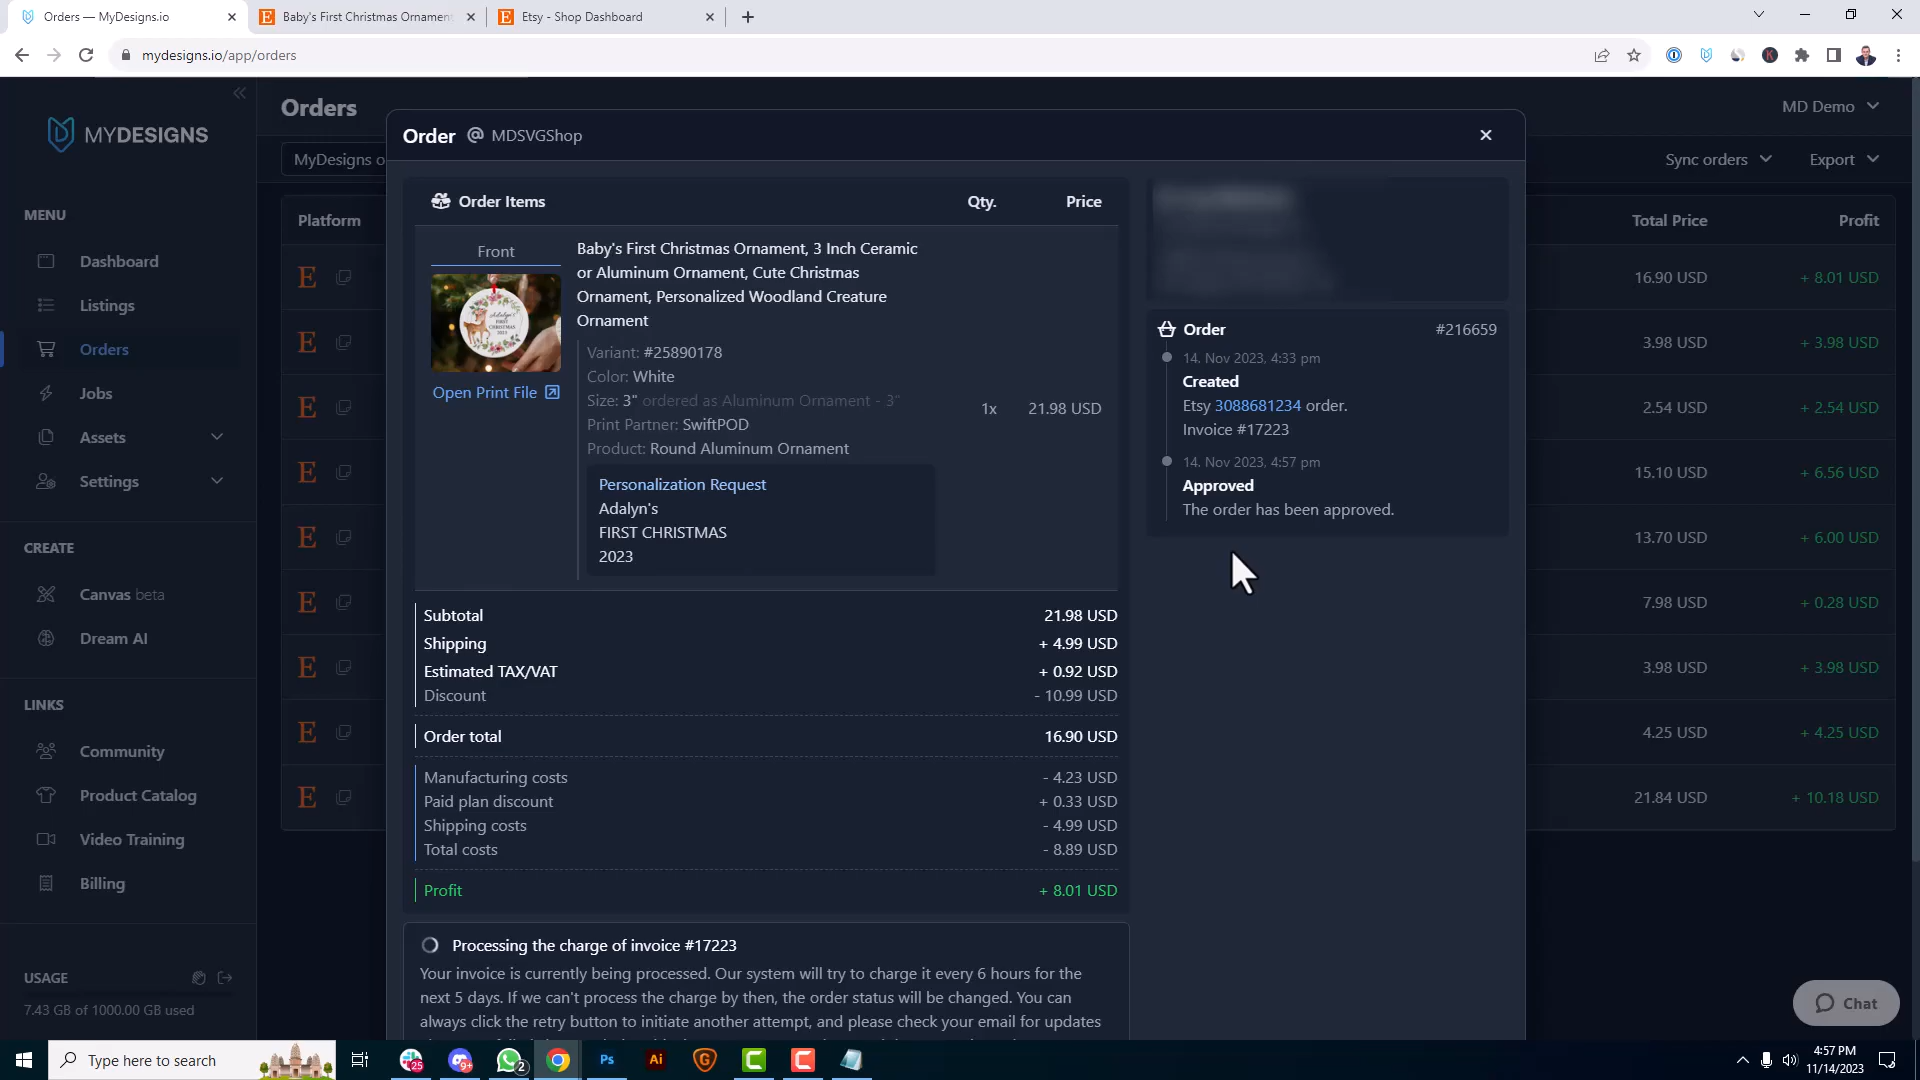 Orders — MyDesigns.io
Baby's First Christmas Ornament
Etsy - Shop Dashboard
mydesigns.io/app/orders
MYDESIGNS
MENU
Dashboard
Listings
Orders
Jobs
Assets
Settings
CREATE
Canvas beta
Dream AI
LINKS
Community
Product Catalog
Video Training
Billing
USAGE
7.43 GB of 1000.00 GB used
Orders
MD Demo
MyDesigns o
Sync orders
Export
Platform
Total Price
Profit
16.90 USD
+ 8.01 USD
3.98 USD
+ 3.98 USD
2.54 USD
+ 2.54 USD
15.10 USD
+ 6.56 USD
13.70 USD
+ 6.00 USD
7.98 USD
+ 0.28 USD
3.98 USD
+ 3.98 USD
4.25 USD
+ 4.25 USD
21.84 USD
+ 10.18 USD
Order @ MDSVGShop
Order Items
Qty.
Price
Front
Open Print File
Baby's First Christmas Ornament, 3 Inch Ceramic
or Aluminum Ornament, Cute Christmas
Ornament, Personalized Woodland Creature
Ornament
Variant: #25890178
Color: White
Size: 3" ordered as Aluminum Ornament - 3"
Print Partner: SwiftPOD
Product: Round Aluminum Ornament
1x
21.98 USD
Personalization Request
Adalyn's
FIRST CHRISTMAS
2023
Subtotal
21.98 USD
Shipping
+ 4.99 USD
Estimated TAX/VAT
+ 0.92 USD
Discount
- 10.99 USD
Order total
16.90 USD
Manufacturing costs
- 4.23 USD
Paid plan discount
+ 0.33 USD
Shipping costs
- 4.99 USD
Total costs
- 8.89 USD
Profit
+ 8.01 USD
Processing the charge of invoice #17223
Your invoice is currently being processed. Our system will try to charge it every 6 hours for the
next 5 days. If we can't process the charge by then, the order status will be changed. You can
always click the retry button to initiate another attempt, and please check your email for updates
Order
#216659
14. Nov 2023, 4:33 pm
Created
Etsy 3088681234 order.
Invoice #17223
14. Nov 2023, 4:57 pm
Approved
The order has been approved.
Chat
Type here to search
25
9+
2
Ps
Ai
4:57 PM
11/14/2023